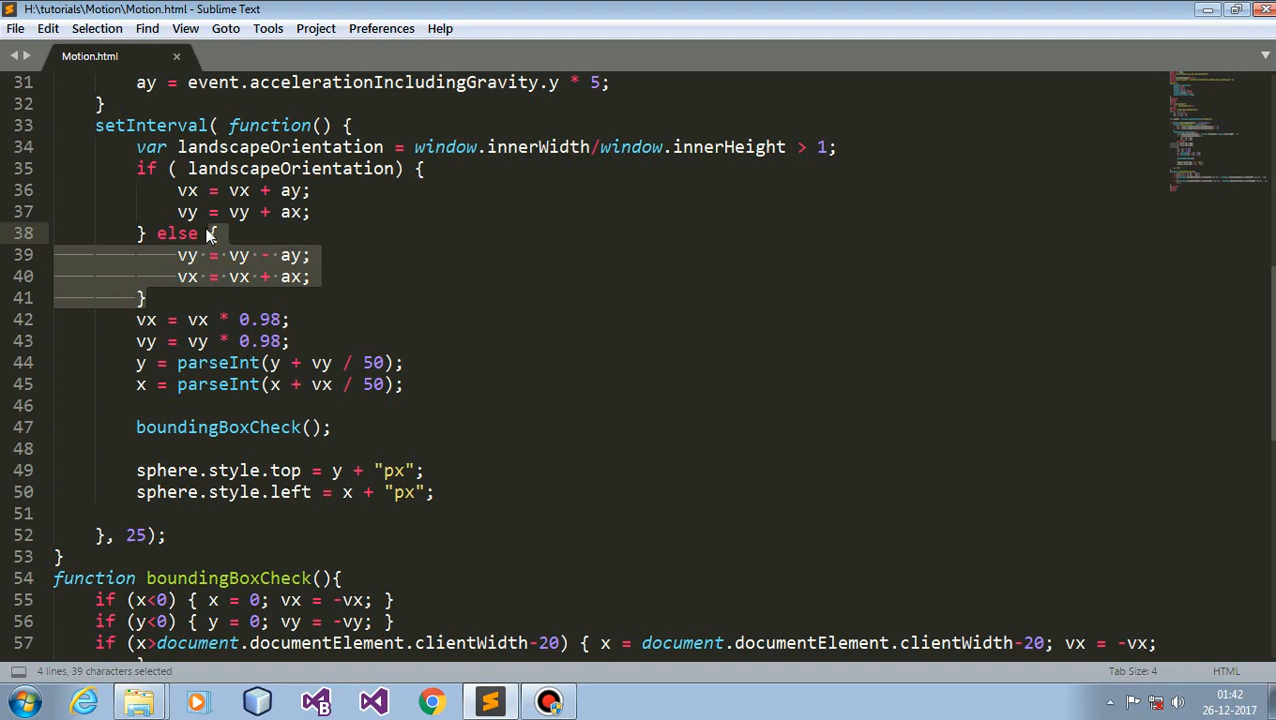 H:\tutorials\Motion\Motion.html - Sublime Text
File Edit Selection Find View Goto Tools Project Preferences Help
Motion.html
31 ay = event.accelerationIncludingGravity.y * 5;
32 }
33 setInterval( function() {
34 var landscapeOrientation = window.innerWidth/window.innerHeight > 1;
35 if ( landscapeOrientation) {
36 vx = vx + ay;
37 vy = vy + ax;
38 } else {
39 vy = vy - ay;
40 vx = vx + ax;
41 }
42 vx = vx * 0.98;
43 vy = vy * 0.98;
44 y = parseInt(y + vy / 50);
45 x = parseInt(x + vx / 50);
46
47 boundingBoxCheck();
48
49 sphere.style.top = y + "px";
50 sphere.style.left = x + "px";
51
52 }, 25);
53 }
54 function boundingBoxCheck(){
55 if (x<0) { x = 0; vx = -vx; }
56 if (y<0) { y = 0; vy = -vy; }
57 if (x>document.documentElement.clientWidth-20) { x = document.documentElement.clientWidth-20; vx = -vx;
}
4 lines, 39 characters selected Tab Size: 4 HTML
01:42
26-12-2017